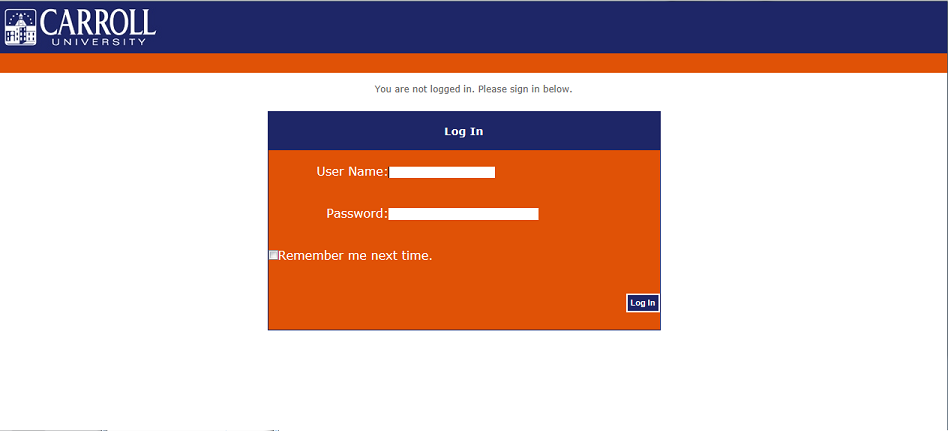 CARROLL
UNIVERSITY
You are not logged in. Please sign in below.
Log In
User Name:
Password:
Remember me next time.
Log In